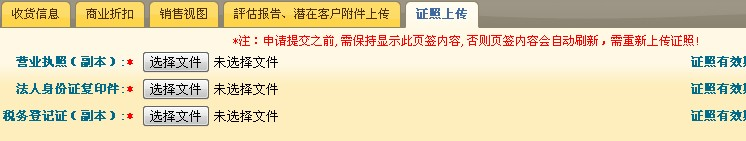 收货信息 商业折扣 销售视图 評估报告、潜在客户附件上传 证照上传
*注：申请提交之前,需保持显示此页签内容,否则页签内容会自动刷新，需重新上传证照!
营业执照（副本）:* 选择文件 未选择文件 证照有效期
法人身份证复印件:* 选择文件 未选择文件 证照有效期
税务登记证（副本）:* 选择文件 未选择文件 证照有效期